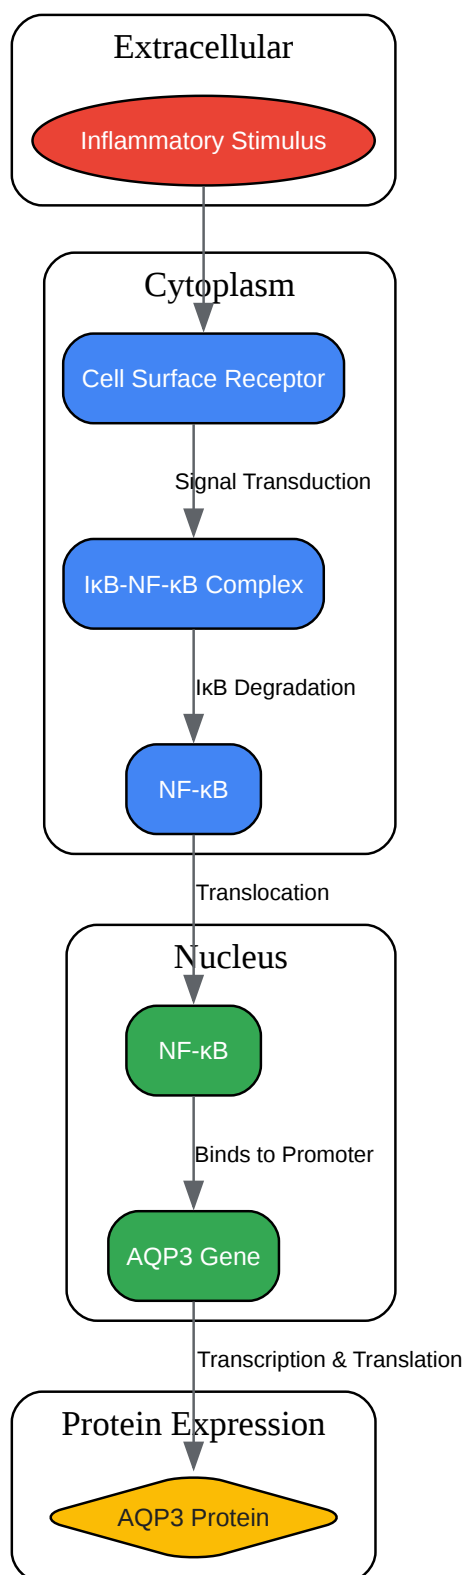 Extracellular
Inflammatory Stimulus
Cytoplasm
Cell Surface Receptor
Signal Transduction
IκB-NF-κB Complex
IκB Degradation
NF-κB
Translocation
Nucleus
NF-κB
Binds to Promoter
AQP3 Gene
Transcription & Translation
Protein Expression
AQP3 Protein